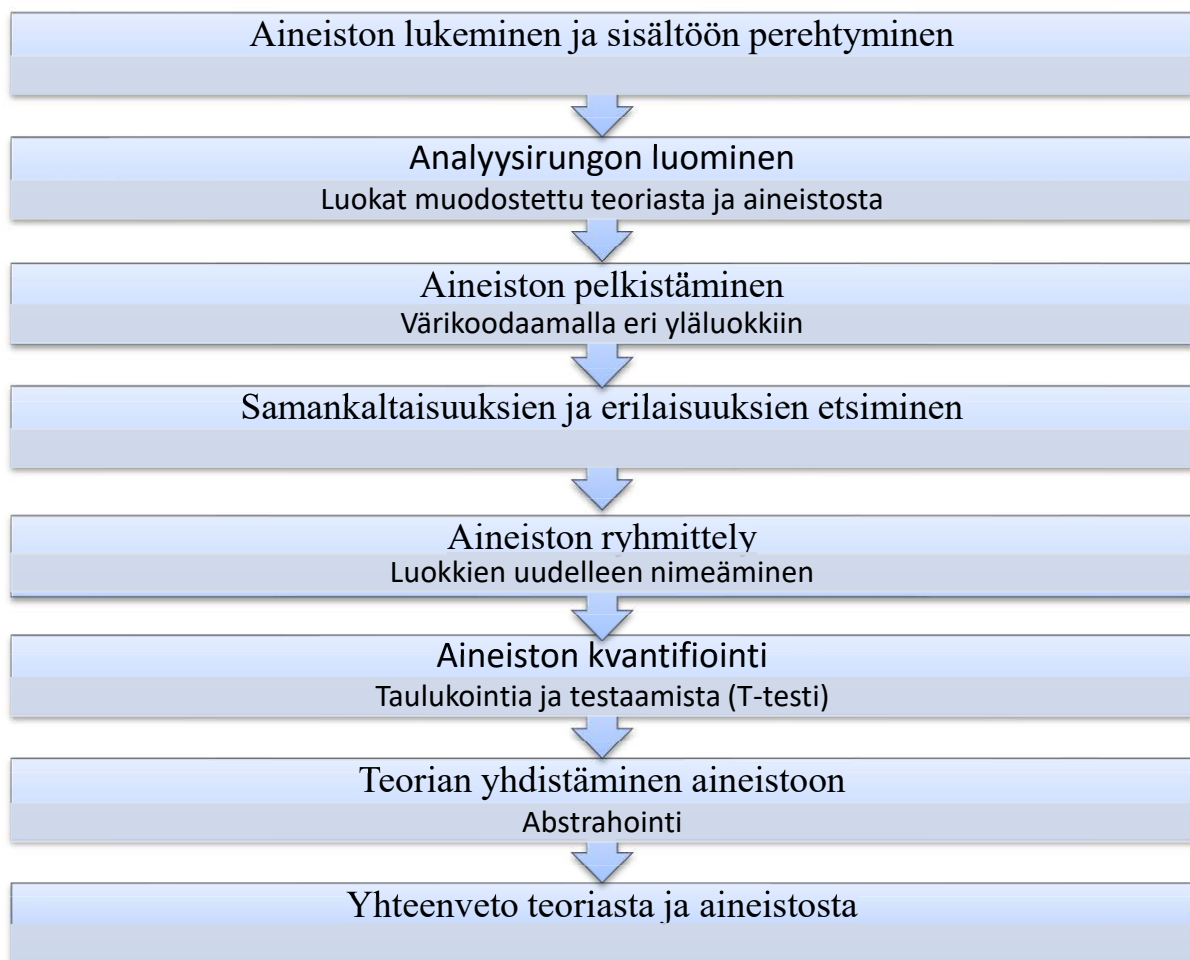 Aineiston lukeminen ja sisältöön perehtyminen
Analyysirungon luominen
Luokat muodostettu teoriasta ja aineistosta
Aineiston pelkistäminen
Värikoodaamalla eri yläluokkiin
Samankaltaisuuksien ja erilaisuuksien etsiminen
Aineiston ryhmittely
Luokkien uudelleen nimeäminen
Aineiston kvantifiointi
Taulukointia ja testaamista (T-testi)
Teorian yhdistäminen aineistoon
Abstrahointi
Yhteenveto teoriasta ja aineistosta